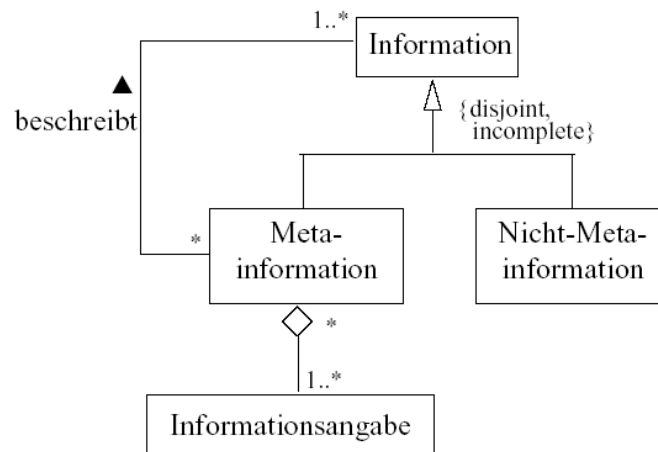 1..*
Information
▲
{disjoint,
incomplete}
beschreibt
Meta-
information
Nicht-Meta-
information
*
*
1..*
Informationsangabe